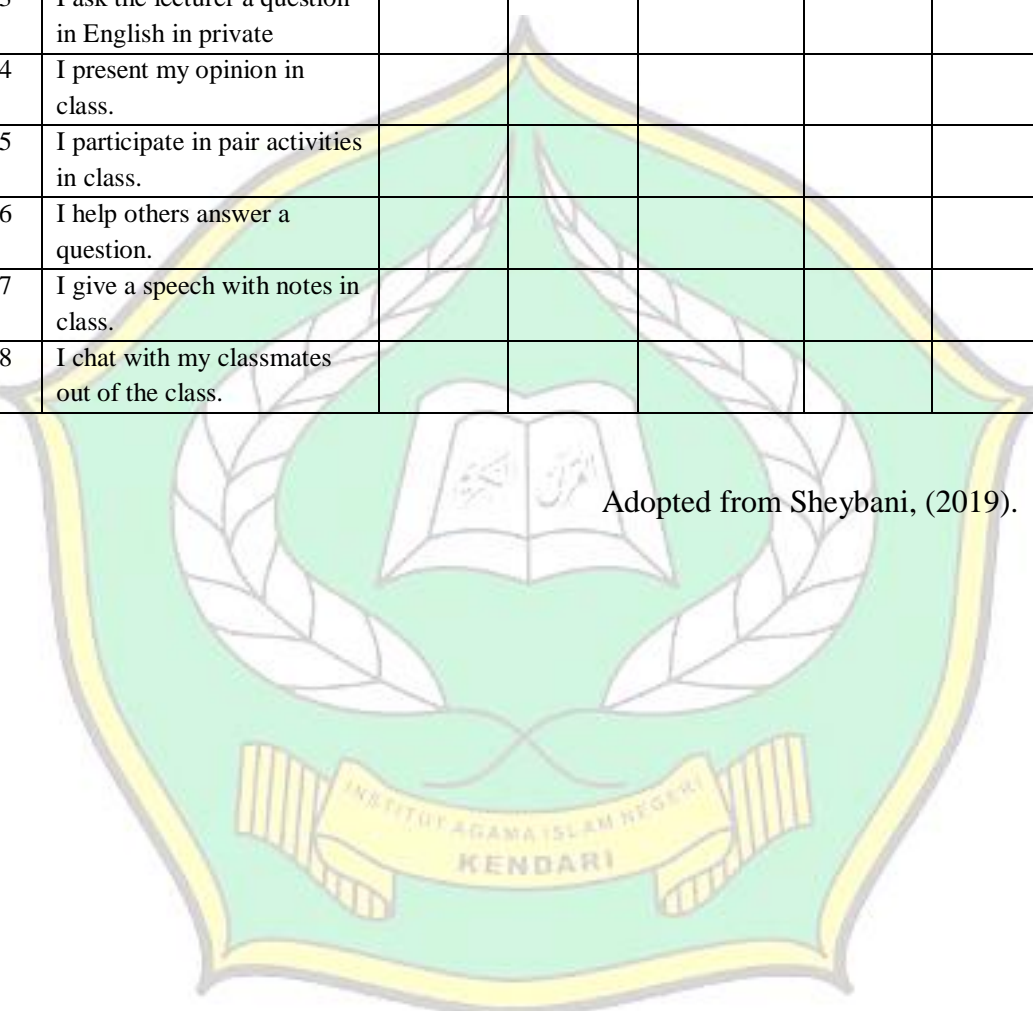 3 I ask the lecturer a question
in English in private
4 I present my opinion in
class.
5 I participate in pair activities
in class.
6 I help others answer a
question.
7 I give a speech with notes in
class.
8 I chat with my classmates
out of the class.
Adopted from Sheybani, (2019).
INSTITUT AGAMA ISLAM NEGERI
KENDARI